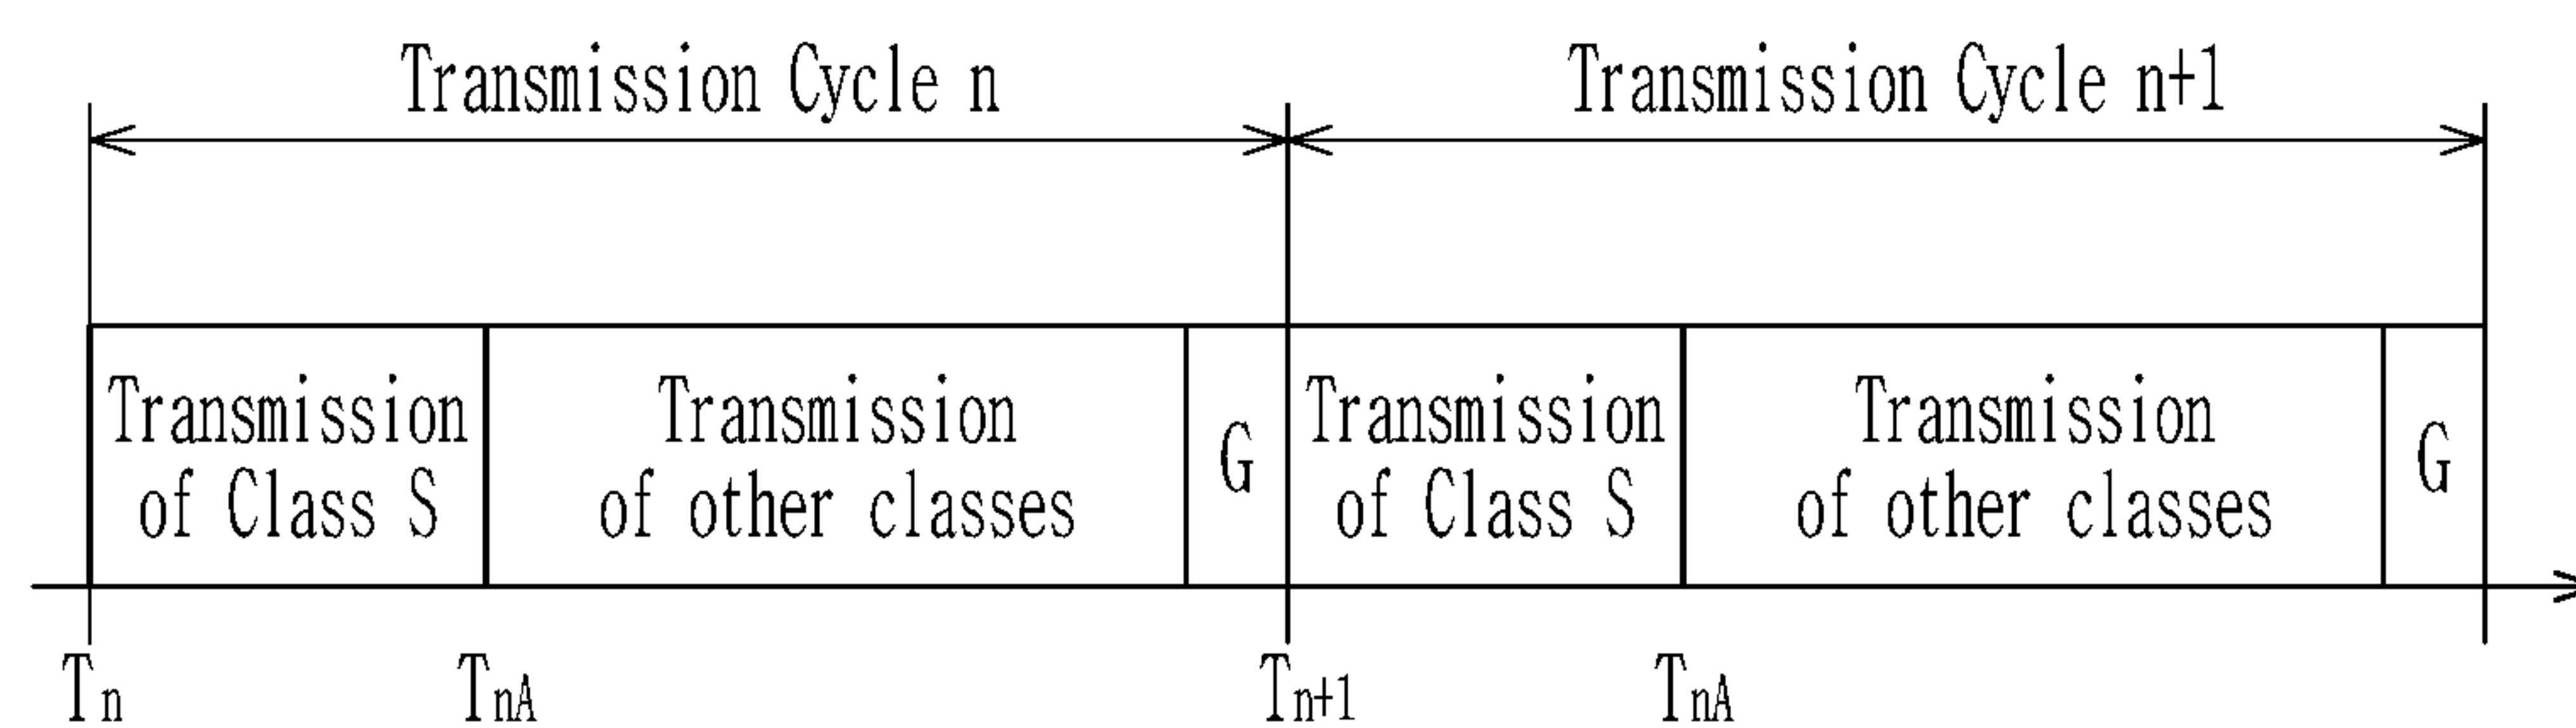 Transmission Cycle n
Transmission Cycle n+1
Transmission
of Class S
Transmission
of other classes
G
Transmission
of Class S
Transmission
of other classes
G
Tn
TnA
Tn+1
TnA